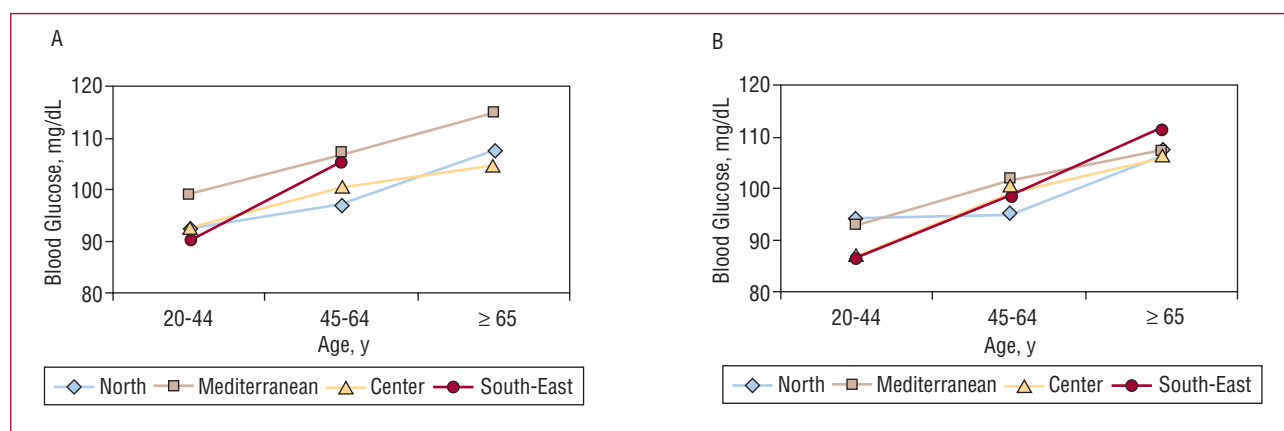 A
Blood Glucose, mg/dL
120
110
100
90
80
20-44 45-64 ≥ 65
Age, y
North Mediterranean Center South-East
B
Blood Glucose, mg/dL
120
110
100
90
80
20-44 45-64 ≥ 65
Age, y
North Mediterranean Center South-East